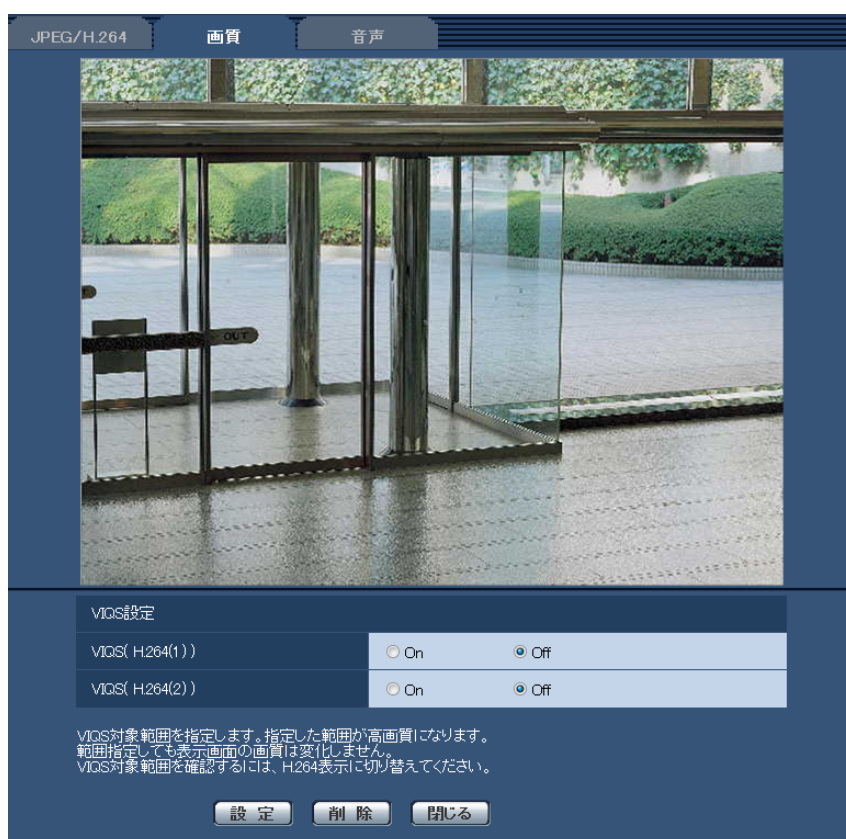 JPEG/H.264
画質
音声
OUT
VIQS設定
VIQS( H.264(1) )
On
Off
VIQS( H.264(2) )
On
Off
VIQS対象範囲を指定します。指定した範囲が高画質になります。
範囲指定しても表示画面の画質は変化しません。
VIQS対象範囲を確認するには、H.264表示に切り替えてください。
設 定
削 除
閉じる